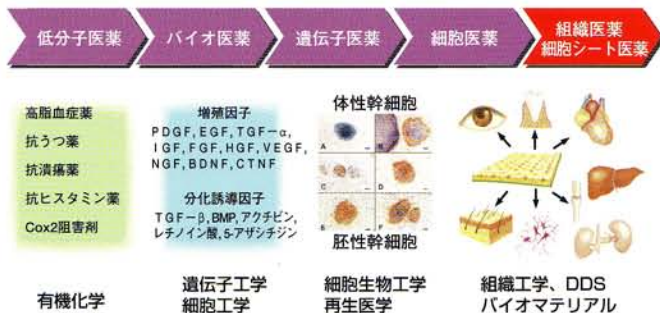 低分子医薬
バイオ医薬
遺伝子医薬
細胞医薬
組織医薬
細胞シート医薬
高脂血症薬
抗うつ薬
抗潰瘍薬
抗ヒスタミン薬
Cox2阻害剤
有機化学
増殖因子
PDGF,EGF,TGF-α,
IGF,FGF,HGF,VEGF,
NGF,BDNF,CTNF
分化誘導因子
TGF-β,BMP,アクチビン,
レチノイン酸,5-アザシチジン
遺伝子工学
細胞工学
体性幹細胞
A
B
C
D
E
F
胚性幹細胞
細胞生物工学
再生医学
組織工学、DDS
バイオマテリアル